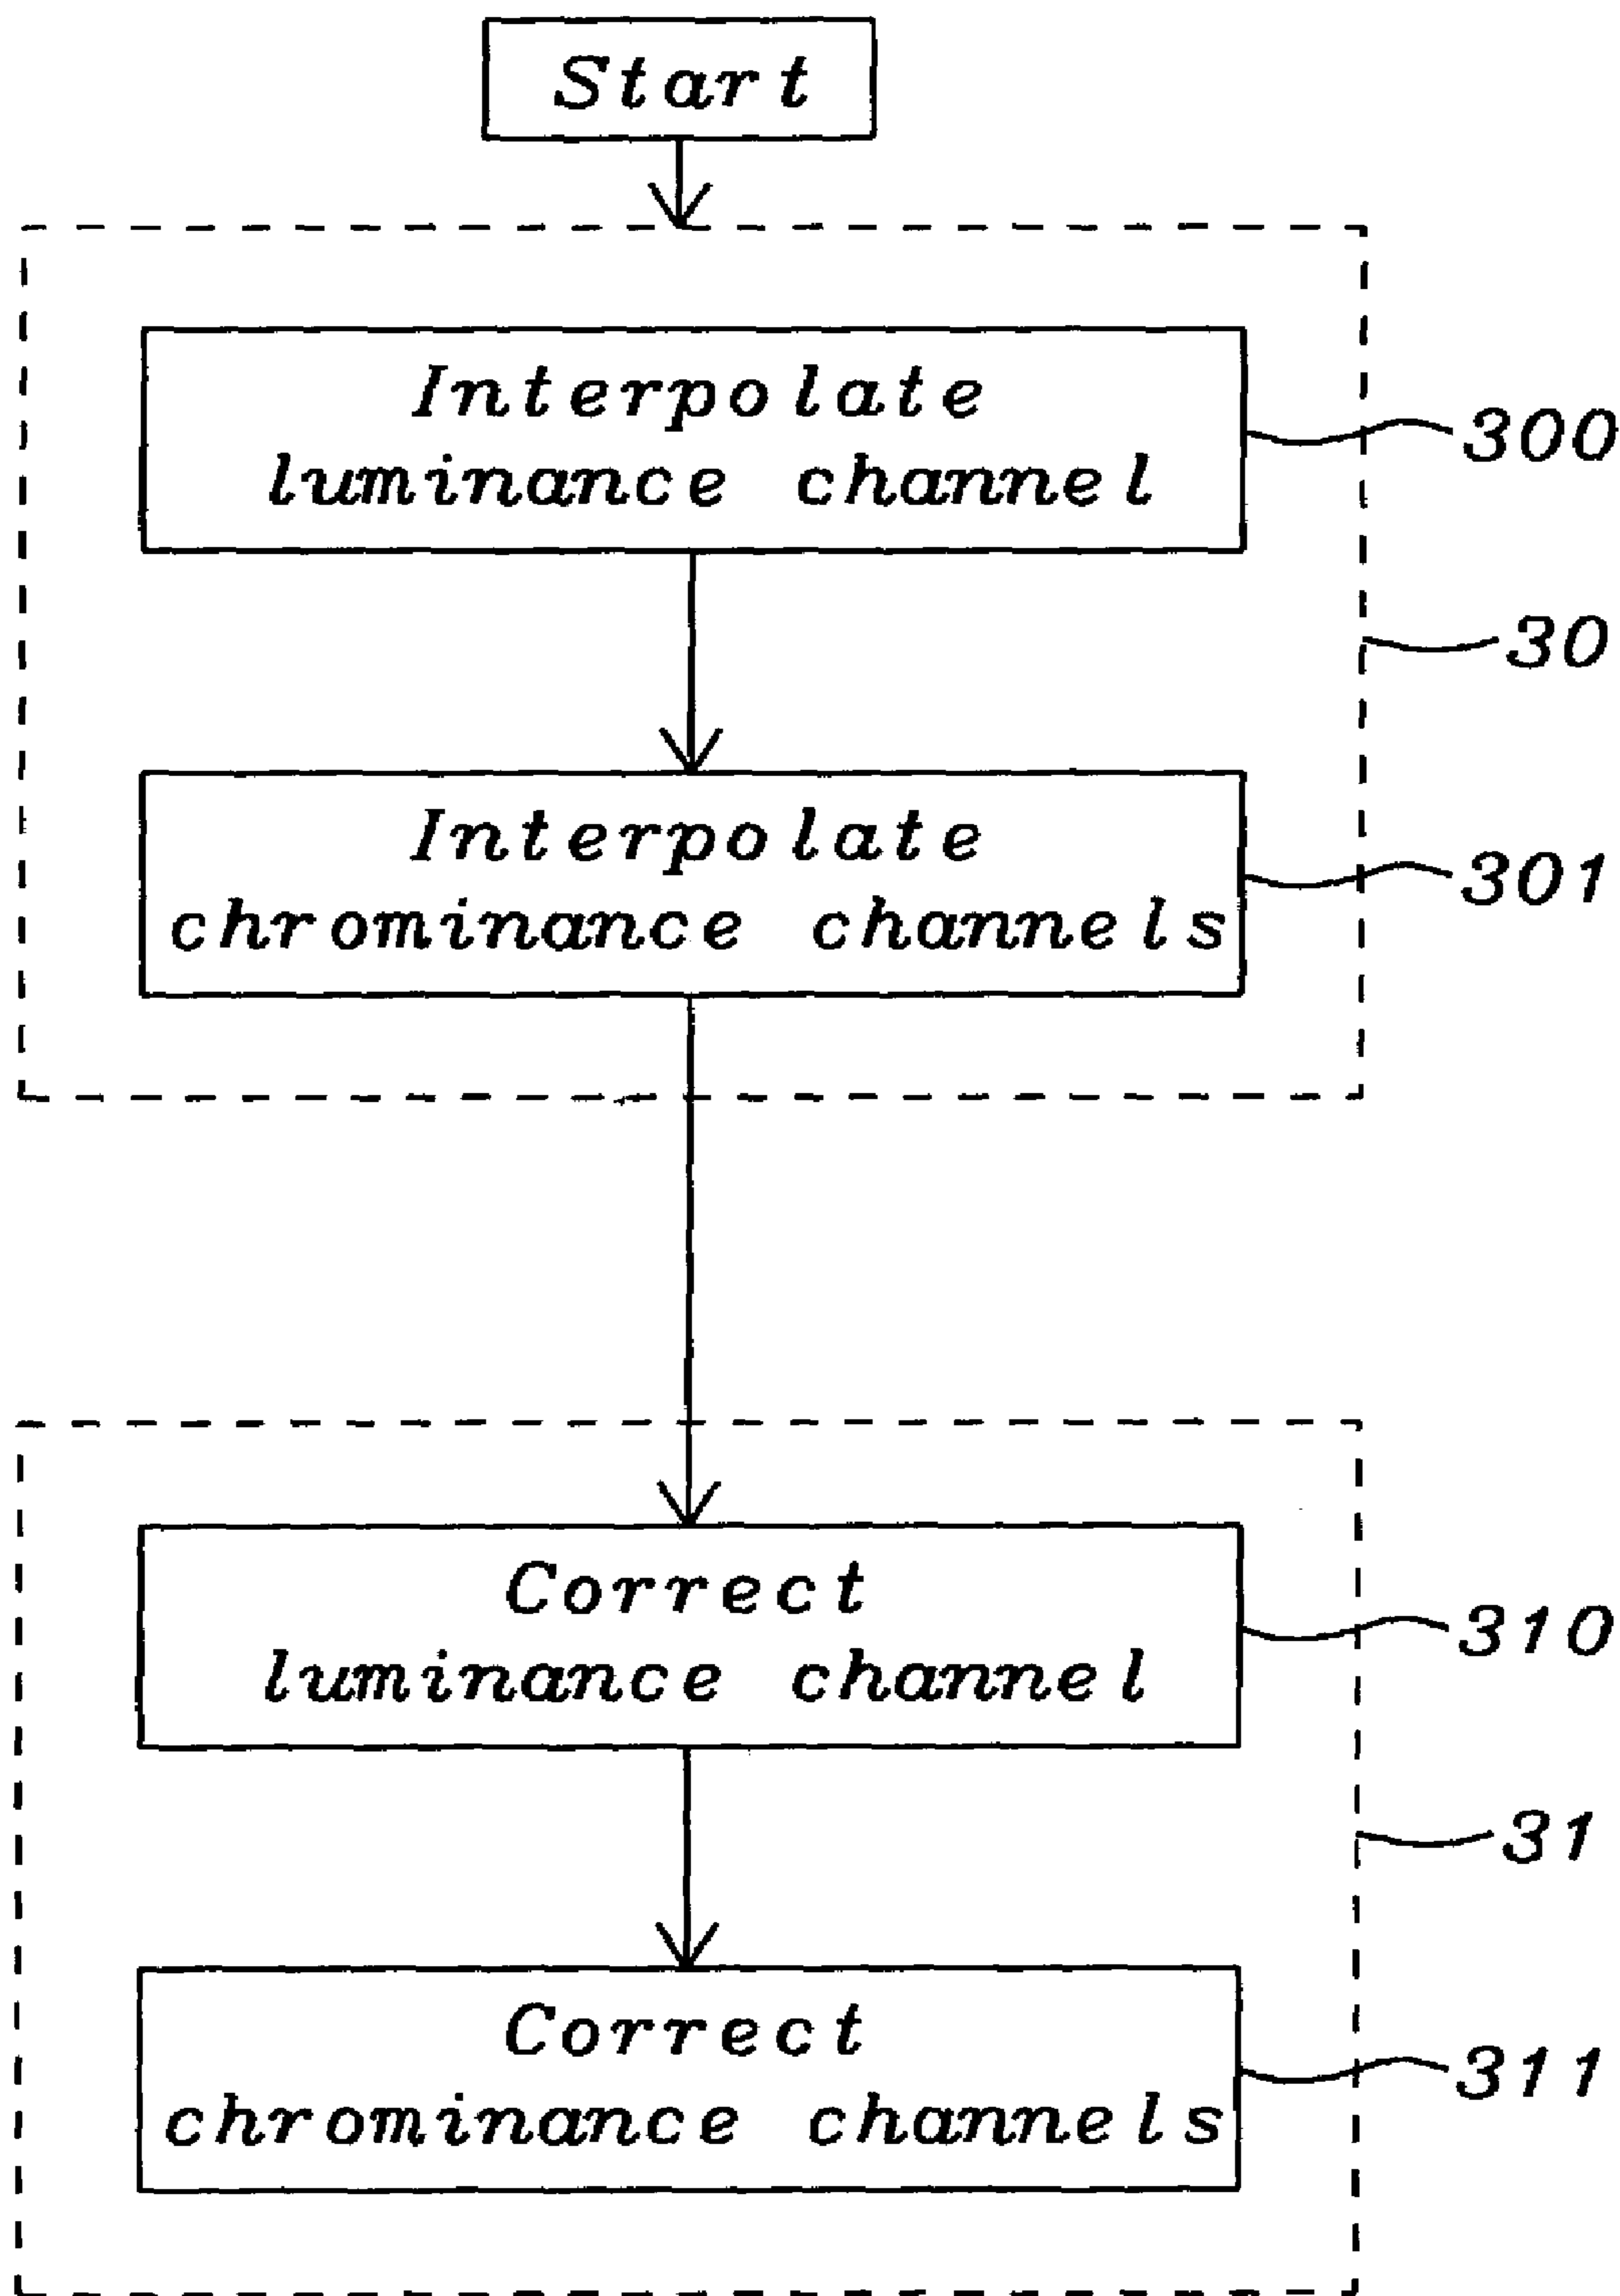 Start
Interpolate
luminance channel
300
30
Interpolate
chrominance channels
301
Correct
luminance channel
310
31
Correct
chrominance channels
311